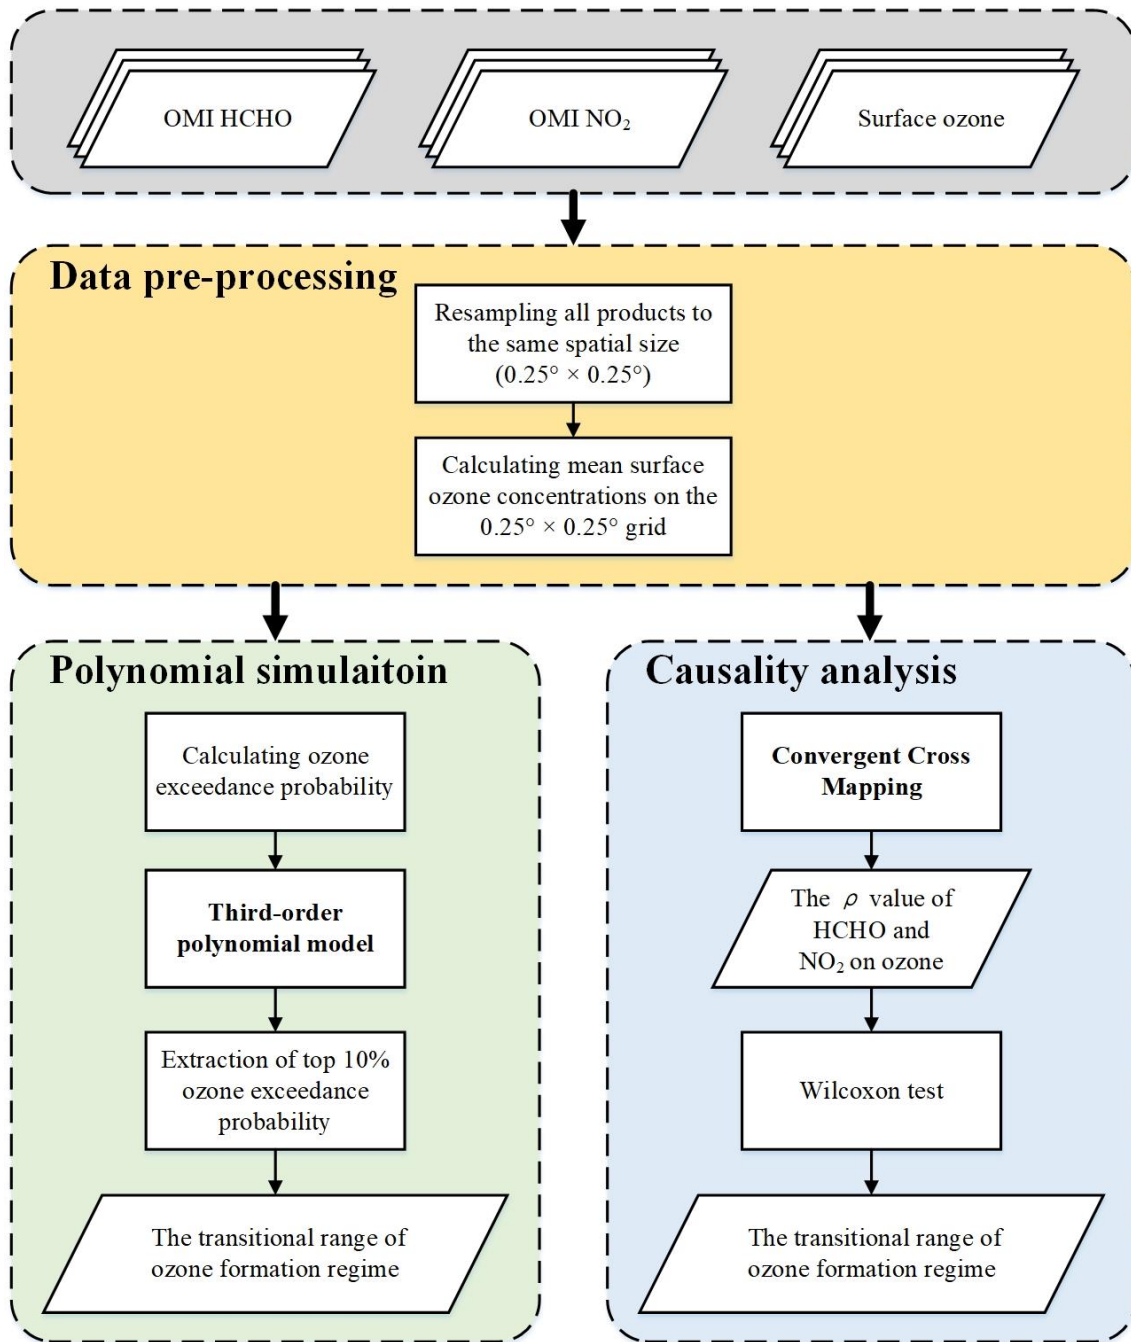 OMI HCHO
OMI NO₂
Surface ozone
Data pre-processing
Resampling all products to
the same spatial size
(0.25° × 0.25°)
Calculating mean surface
ozone concentrations on the
0.25° × 0.25° grid
Polynomial simulaitoin
Calculating ozone
exceedance probability
Third-order
polynomial model
Extraction of top 10%
ozone exceedance
probability
The transitional range of
ozone formation regime
Causality analysis
Convergent Cross
Mapping
The ρ value of
HCHO and
NO₂ on ozone
Wilcoxon test
The transitional range of
ozone formation regime